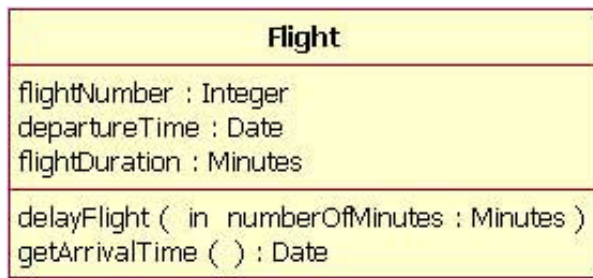 Flight
flightNumber : Integer
departureTime : Date
flightDuration : Minutes
delayFlight ( in numberOfMinutes : Minutes )
getArrivalTime ( ) : Date